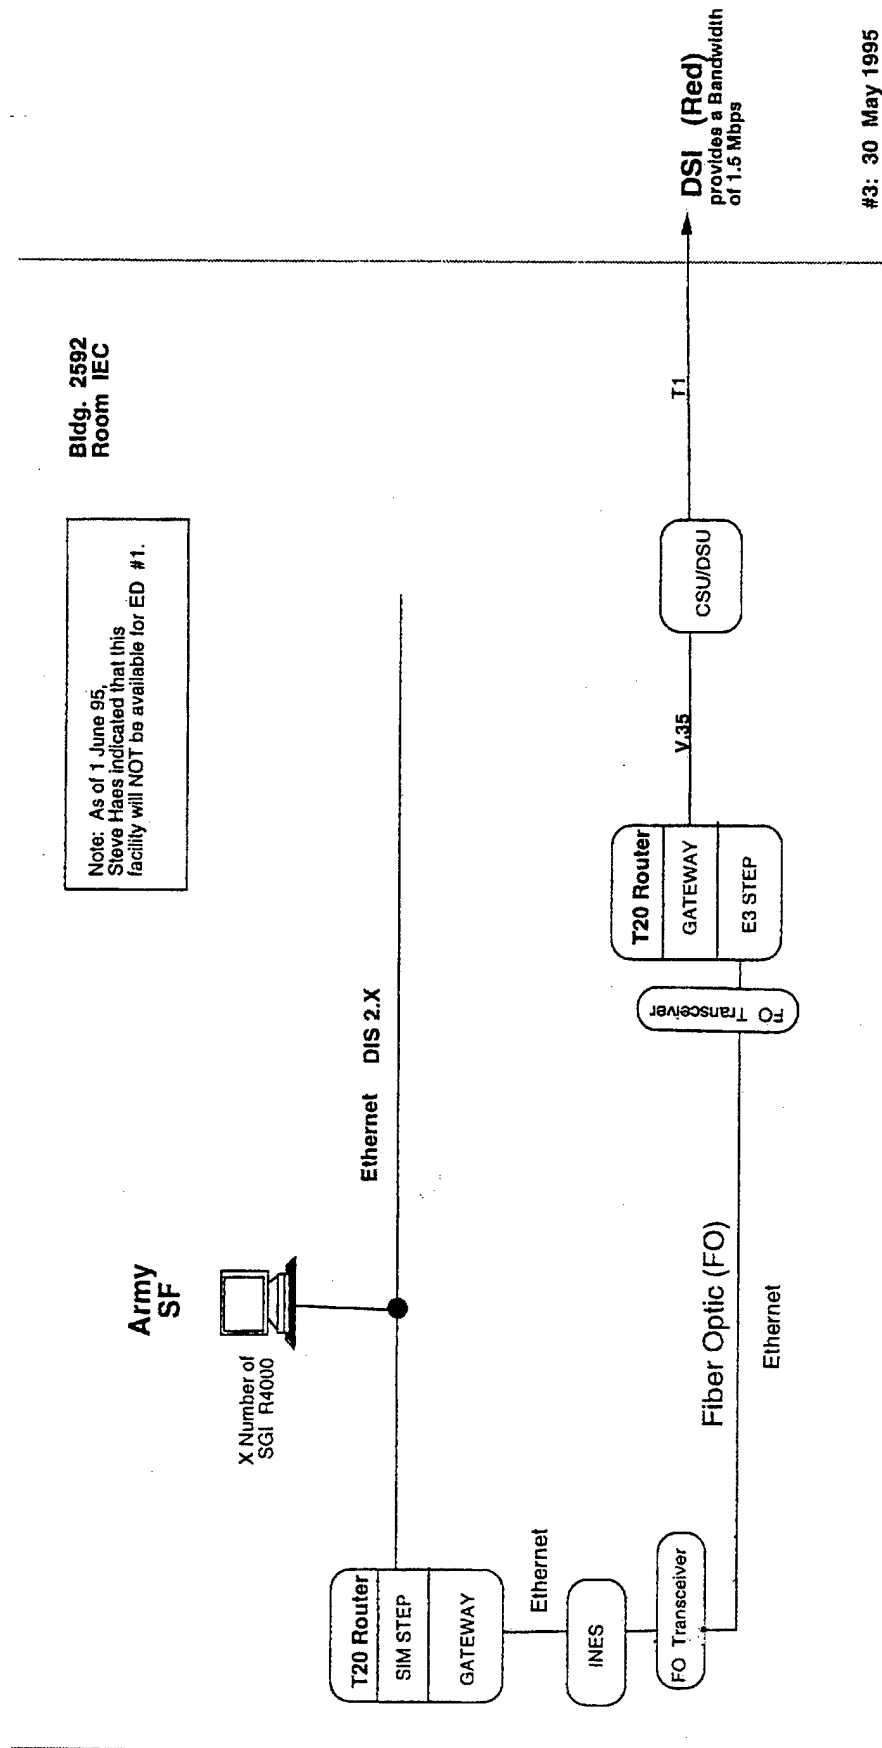 Army
SF
X Number of
SGI R4000
Note: As of 1 June 95,
Steve Haes indicated that this
facility will NOT be available for ED #1.
Bldg. 2592
Room IEC
Ethernet DIS 2.X
T20 Router
SIM STEP
GATEWAY
Ethernet
INES
FO Transceiver
Fiber Optic (FO)
Ethernet
FO Transceiver
T20 Router
GATEWAY
E3 STEP
V.35
CSU/DSU
T1
DSI (Red)
provides a Bandwidth
of 1.5 Mbps
#3: 30 May 1995